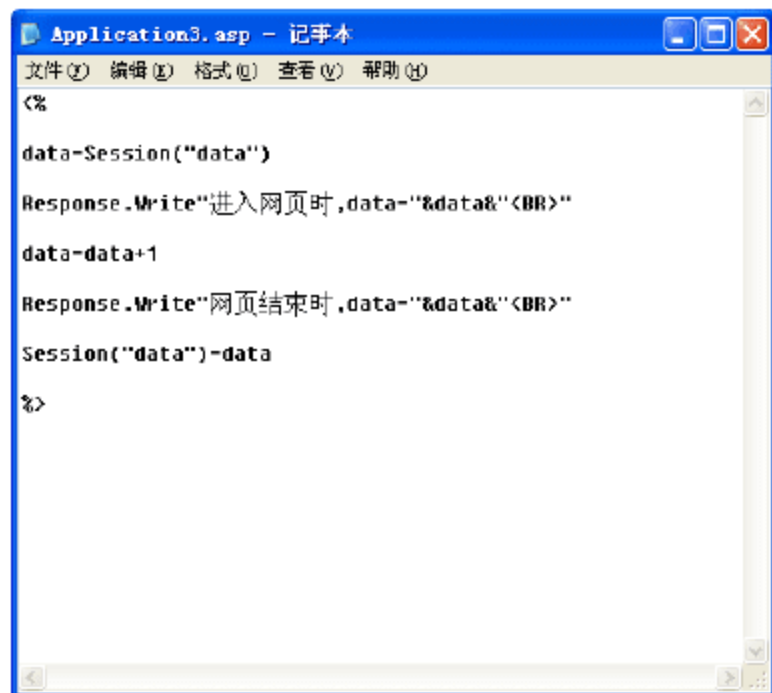 Application3.asp - 记事本
文件(F) 编辑(E) 格式(O) 查看(V) 帮助(H)
<%
data=Session("data")
Response.Write"进入网页时,data="&data&"<BR>"
data=data+1
Response.Write"网页结束时,data="&data&"<BR>"
Session("data")=data
%>